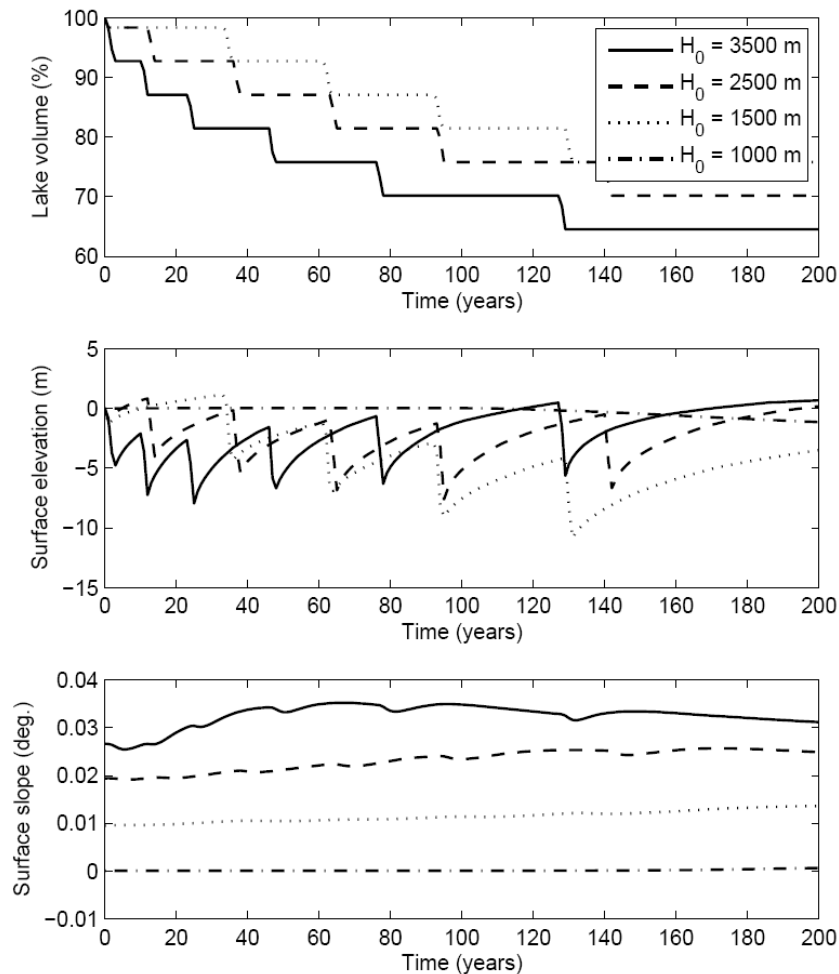 100
90
80
70
60
Lake volume (%)
H0 = 3500 m
H0 = 2500 m
H0 = 1500 m
H0 = 1000 m
0 20 40 60 80 100 120 140 160 180 200
Time (years)
5
0
−5
−10
−15
Surface elevation (m)
0 20 40 60 80 100 120 140 160 180 200
Time (years)
0.04
0.03
0.02
0.01
0
−0.01
Surface slope (deg.)
0 20 40 60 80 100 120 140 160 180 200
Time (years)